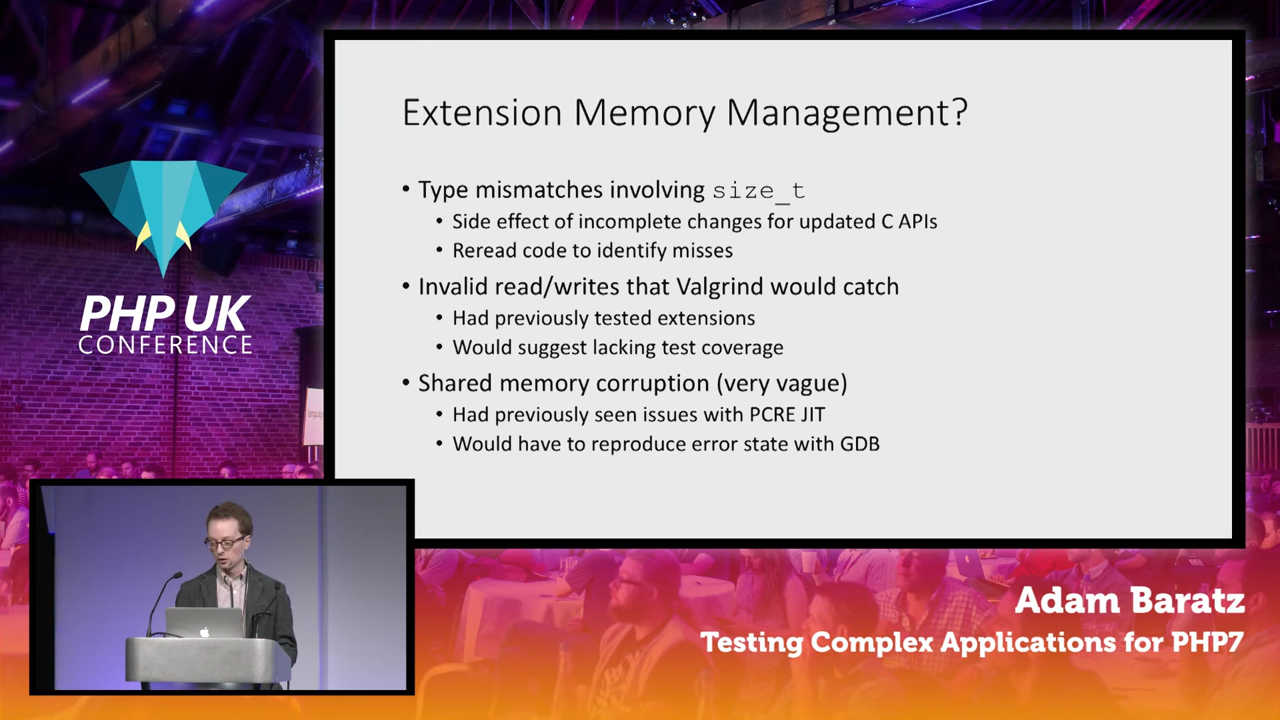 Extension Memory Management?
• Type mismatches involving size_t
• Side effect of incomplete changes for updated C APIs
• Reread code to identify misses
• Invalid read/writes that Valgrind would catch
• Had previously tested extensions
• Would suggest lacking test coverage
• Shared memory corruption (very vague)
• Had previously seen issues with PCRE JIT
• Would have to reproduce error state with GDB
PHP UK
CONFERENCE
Adam Baratz
Testing Complex Applications for PHP7